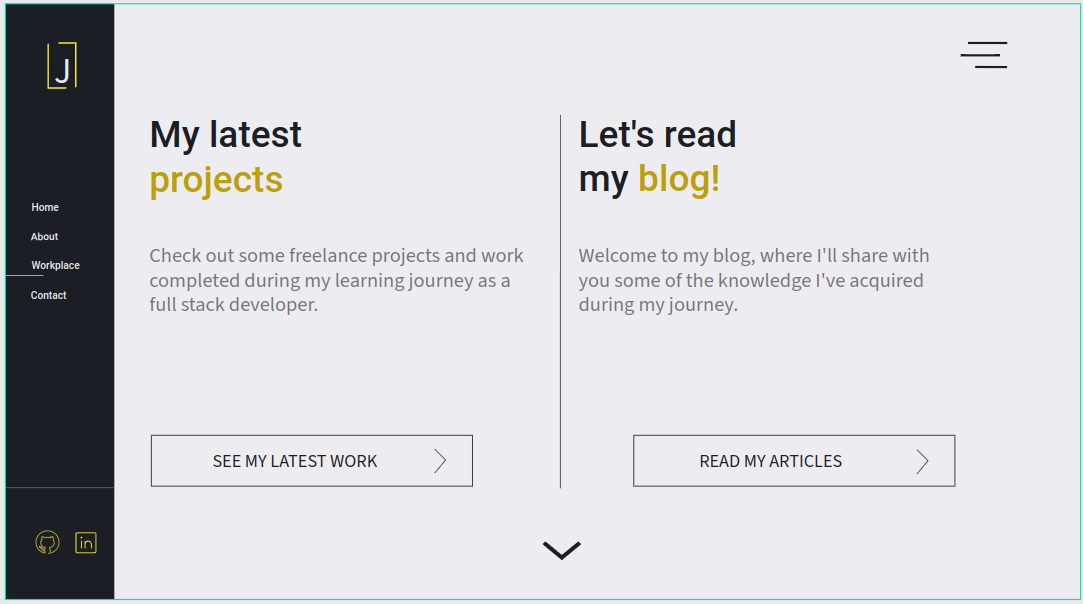 J
Home
About
Workplace
Contact
My latest
projects
Check out some freelance projects and work
completed during my learning journey as a
full stack developer.
SEE MY LATEST WORK
Let's read
my blog!
Welcome to my blog, where I'll share with
you some of the knowledge I've acquired
during my journey.
READ MY ARTICLES
in